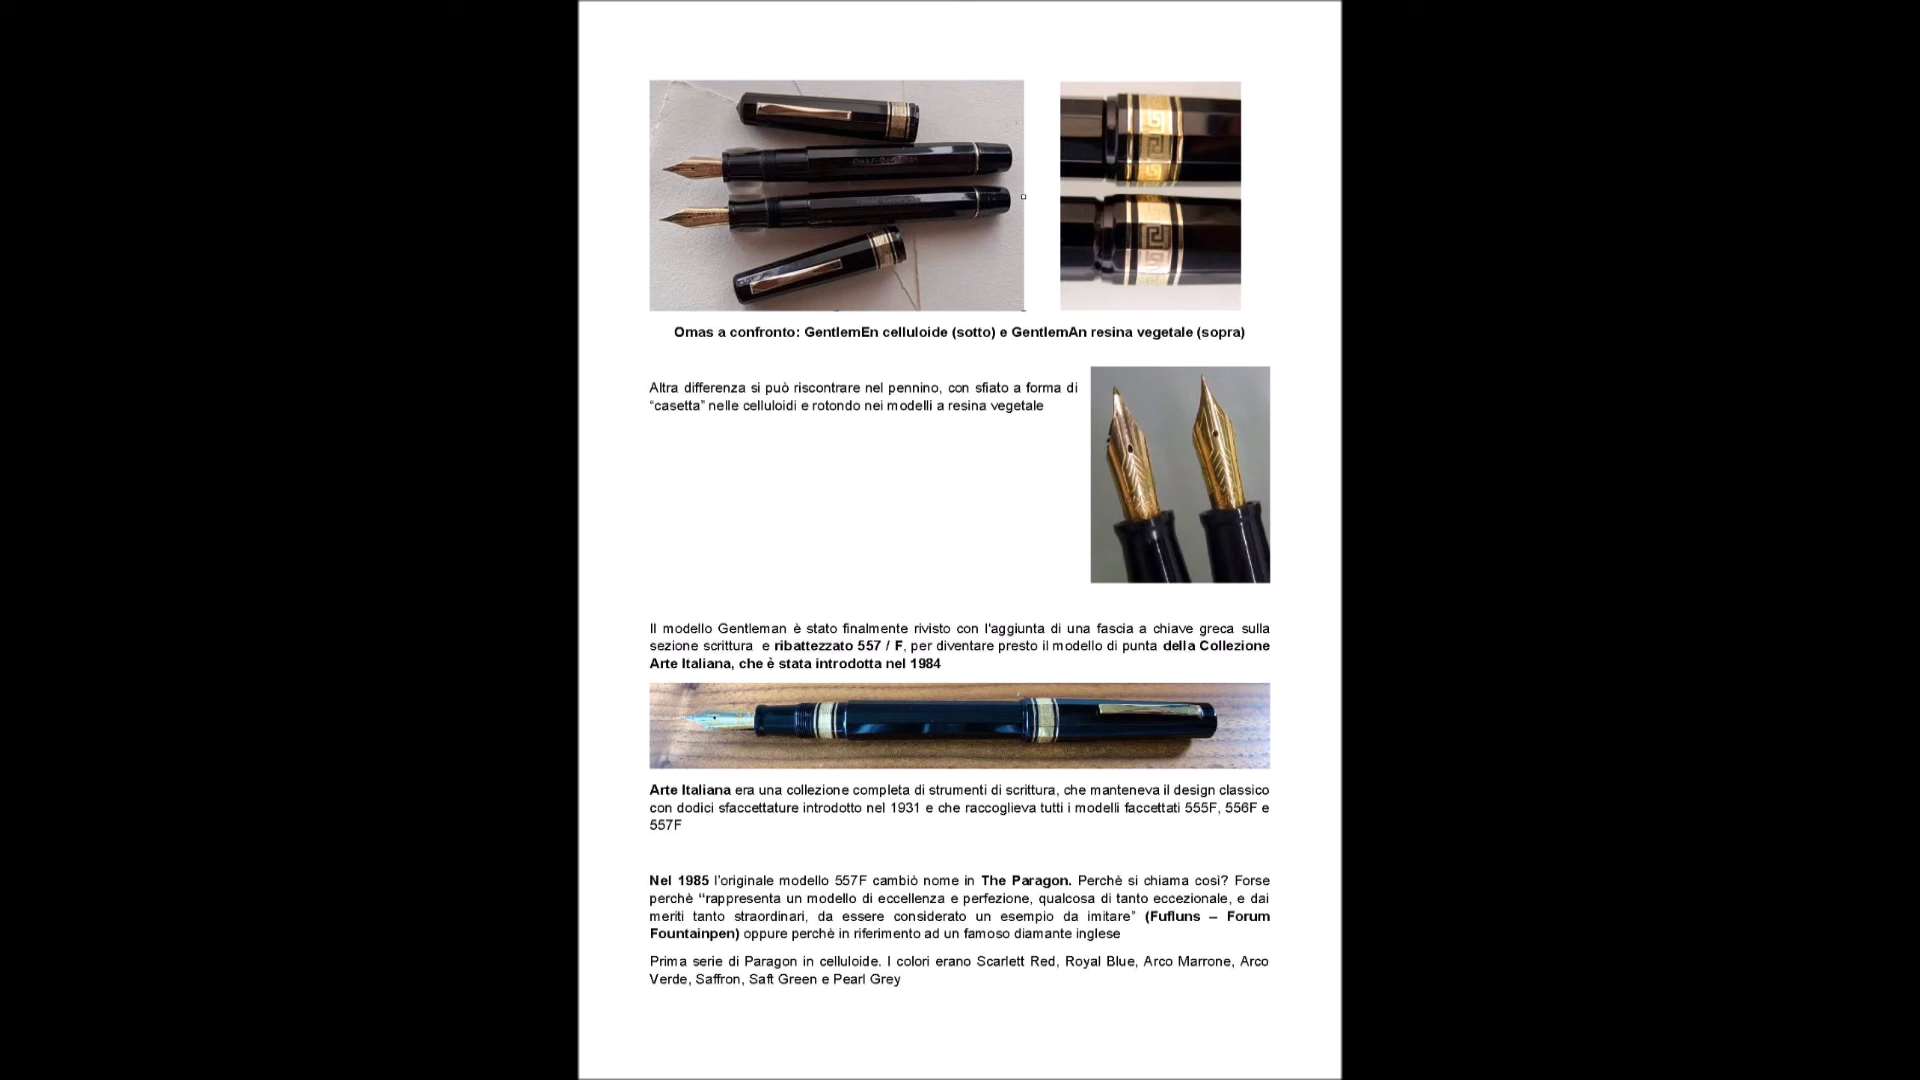 Omas a confronto: GentlemEn celluloide (sotto) e GentlemAn resina vegetale (sopra)
Altra differenza si può riscontrare nel pennino, con sfiato a forma di
“casetta” nelle celluloidi e rotondo nei modelli a resina vegetale
Il modello Gentleman è stato finalmente rivisto con l'aggiunta di una fascia a chiave greca sulla
sezione scrittura e ribattezzato 557 / F, per diventare presto il modello di punta della Collezione
Arte Italiana, che è stata introdotta nel 1984
Arte Italiana era una collezione completa di strumenti di scrittura, che manteneva il design classico
con dodici sfaccettature introdotto nel 1931 e che raccoglieva tutti i modelli faccettati 555F, 556F e
557F
Nel 1985 l’originale modello 557F cambiò nome in The Paragon. Perchè si chiama così? Forse
perchè “rappresenta un modello di eccellenza e perfezione, qualcosa di tanto eccezionale, e dai
meriti tanto straordinari, da essere considerato un esempio da imitare” (Fufluns – Forum
Fountainpen) oppure perchè in riferimento ad un famoso diamante inglese
Prima serie di Paragon in celluloide. I colori erano Scarlett Red, Royal Blue, Arco Marrone, Arco
Verde, Saffron, Saft Green e Pearl Grey